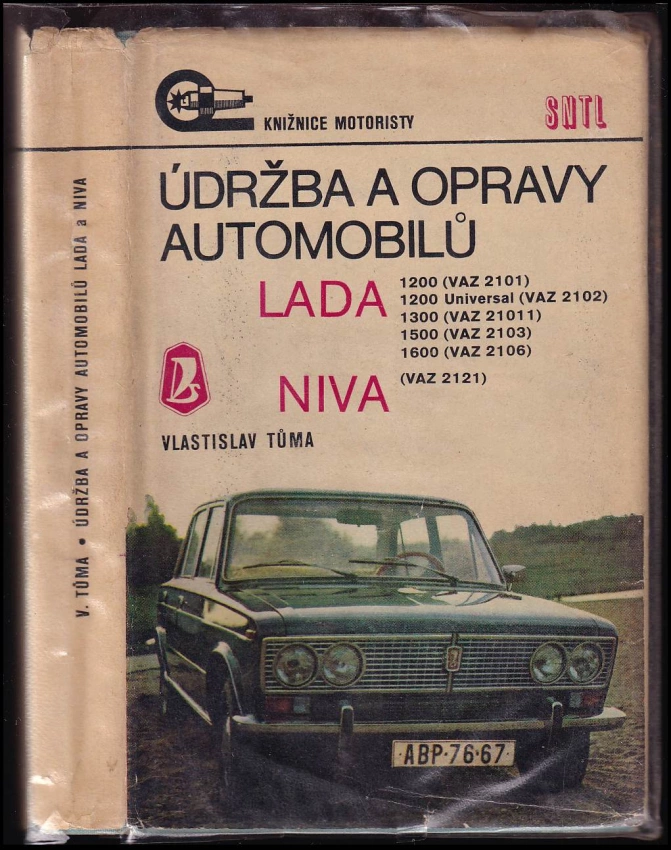 V. TŮMA • ÚDRŽBA A OPRAVY AUTOMOBILŮ LADA a NIVA
KNIŽNICE MOTORISTY
SNTL
ÚDRŽBA A OPRAVY
AUTOMOBILŮ
LADA
1200 (VAZ 2101)
1200 Universal (VAZ 2102)
1300 (VAZ 21011)
1500 (VAZ 2103)
1600 (VAZ 2106)
NIVA
(VAZ 2121)
VLASTISLAV TŮMA
ABP-76-67